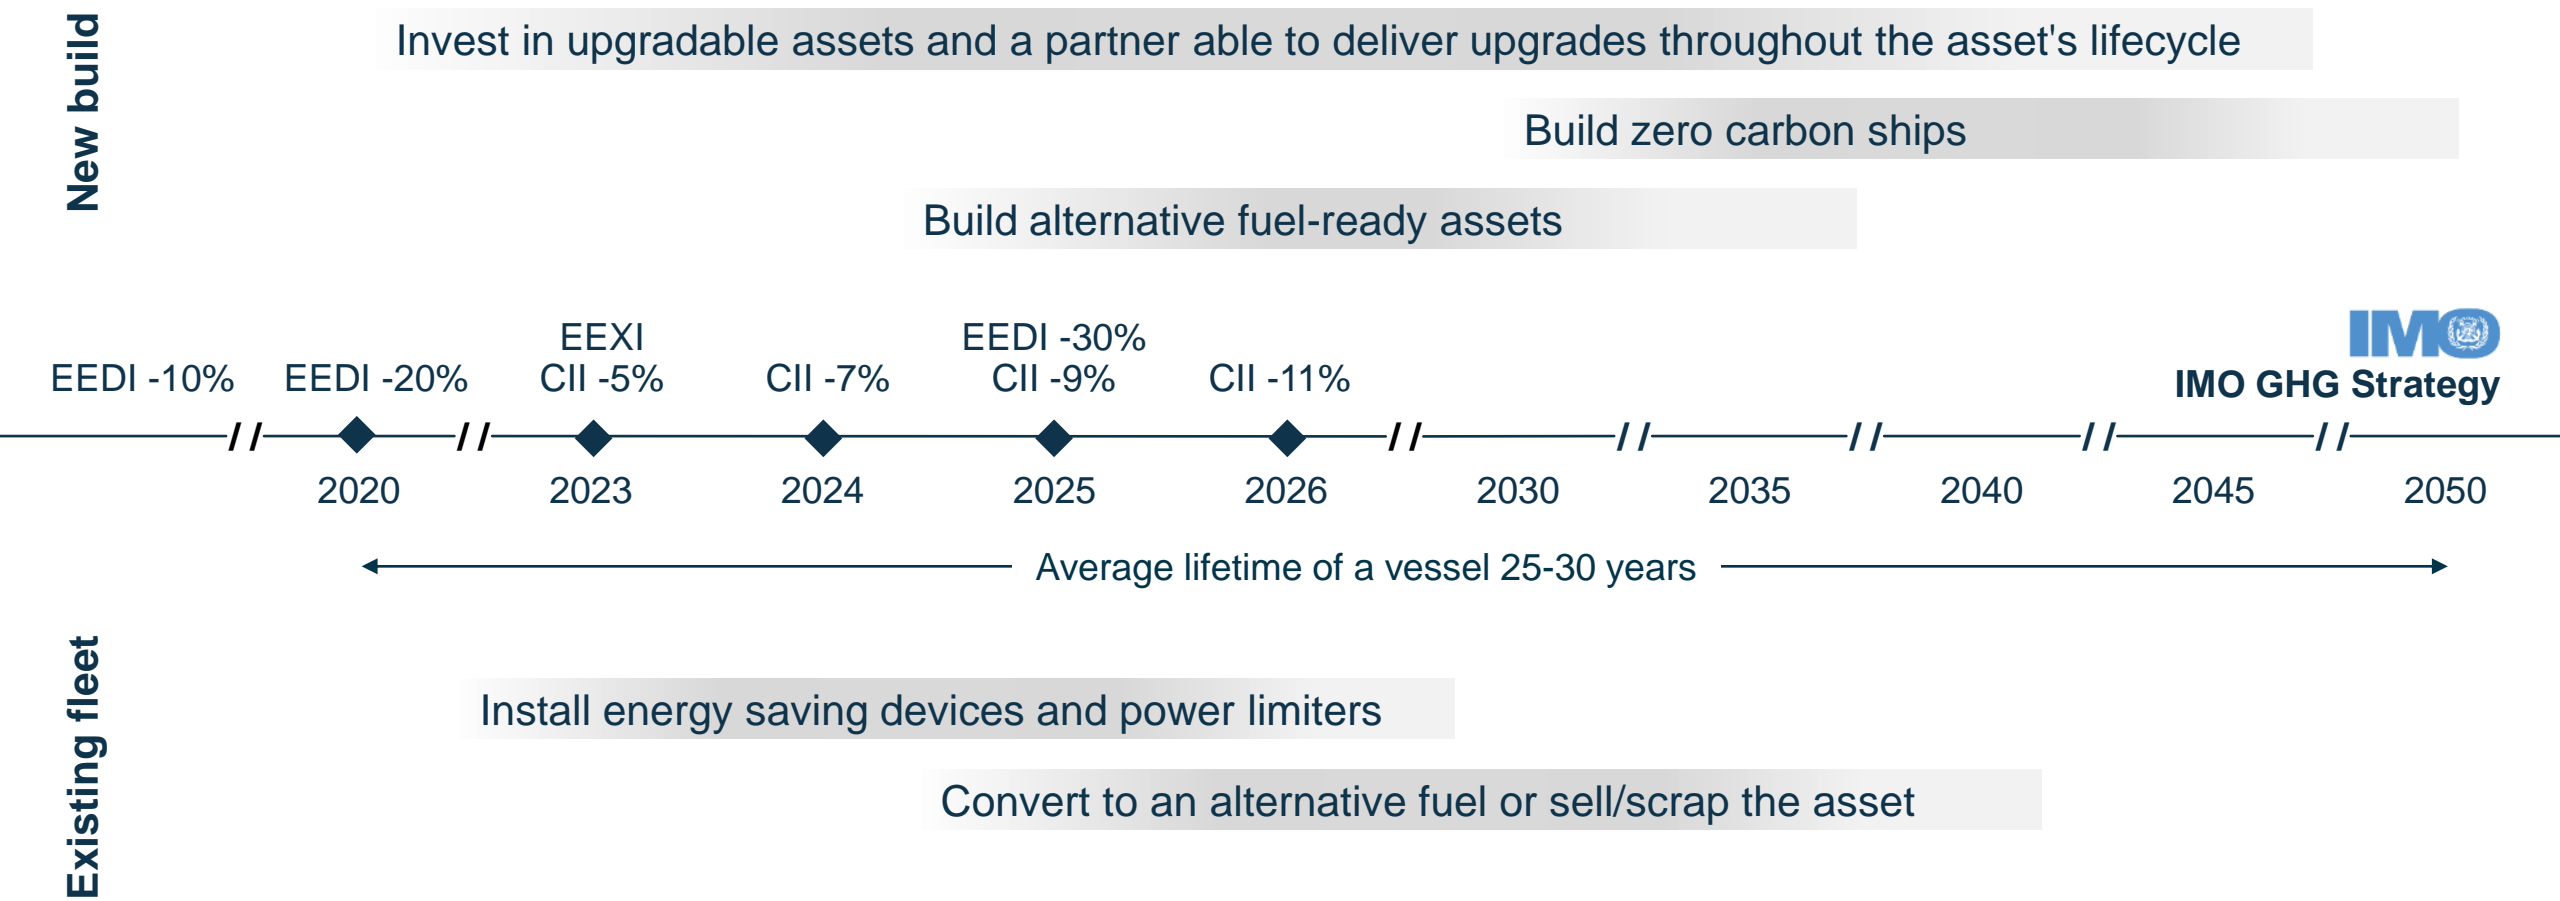 New build
Invest in upgradable assets and a partner able to deliver upgrades throughout the asset's lifecycle
Build zero carbon ships
Build alternative fuel-ready assets
EEDI -10%
EEDI -20%
EEXI
CII -5%
CII -7%
EEDI -30%
CII -9%
CII -11%
IMO
IMO GHG Strategy
2020
2023
2024
2025
2026
2030
2035
2040
2045
2050
Average lifetime of a vessel 25-30 years
Existing fleet
Install energy saving devices and power limiters
Convert to an alternative fuel or sell/scrap the asset